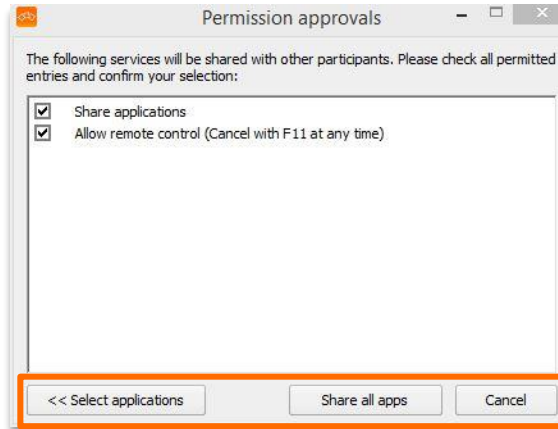 Permission approvals
The following services will be shared with other participants. Please check all permitted
entries and confirm your selection:
Share applications
Allow remote control (Cancel with F11 at any time)
<< Select applications Share all apps Cancel